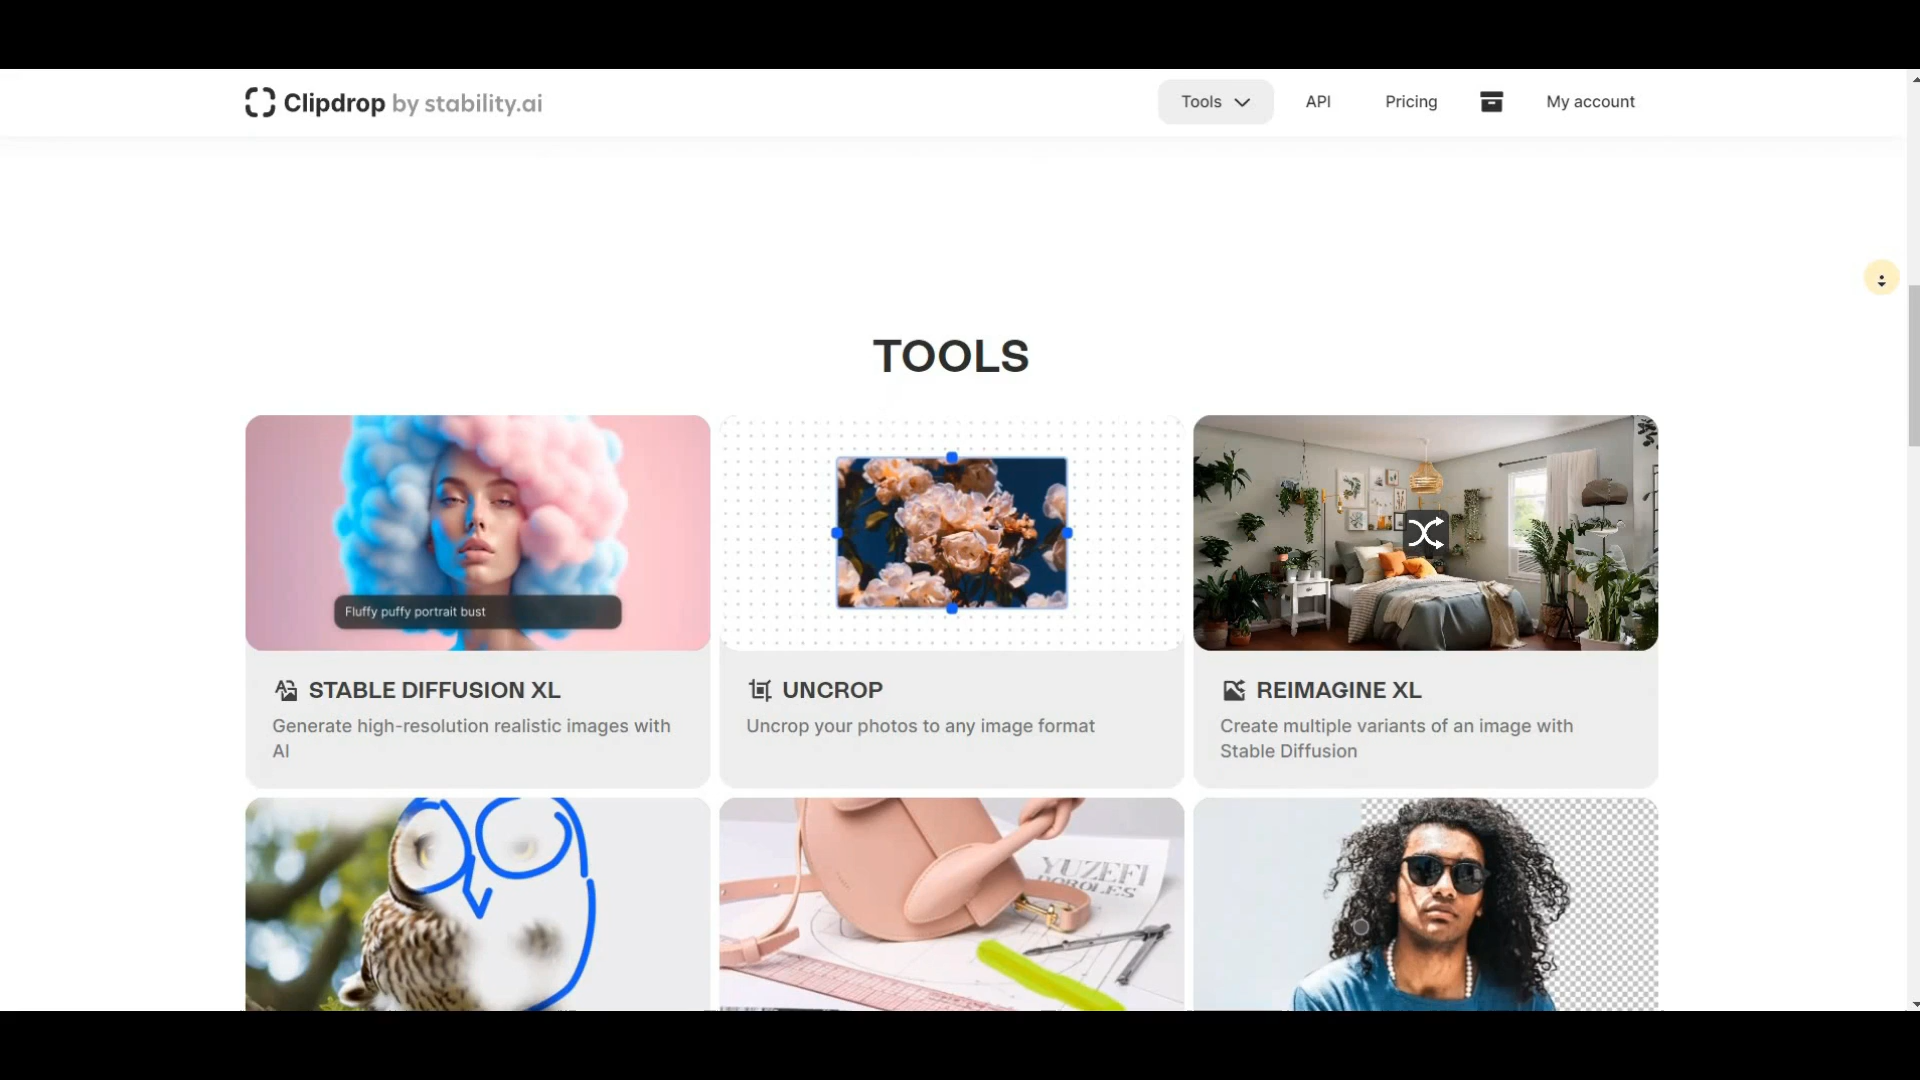 Clipdrop by stability.ai
Tools
API
Pricing
My account
TOOLS
Fluffy puffy portrait bust
STABLE DIFFUSION XL
Generate high-resolution realistic images with
AI
UNCROP
Uncrop your photos to any image format
REIMAGINE XL
Create multiple variants of an image with
Stable Diffusion
YUZEFI